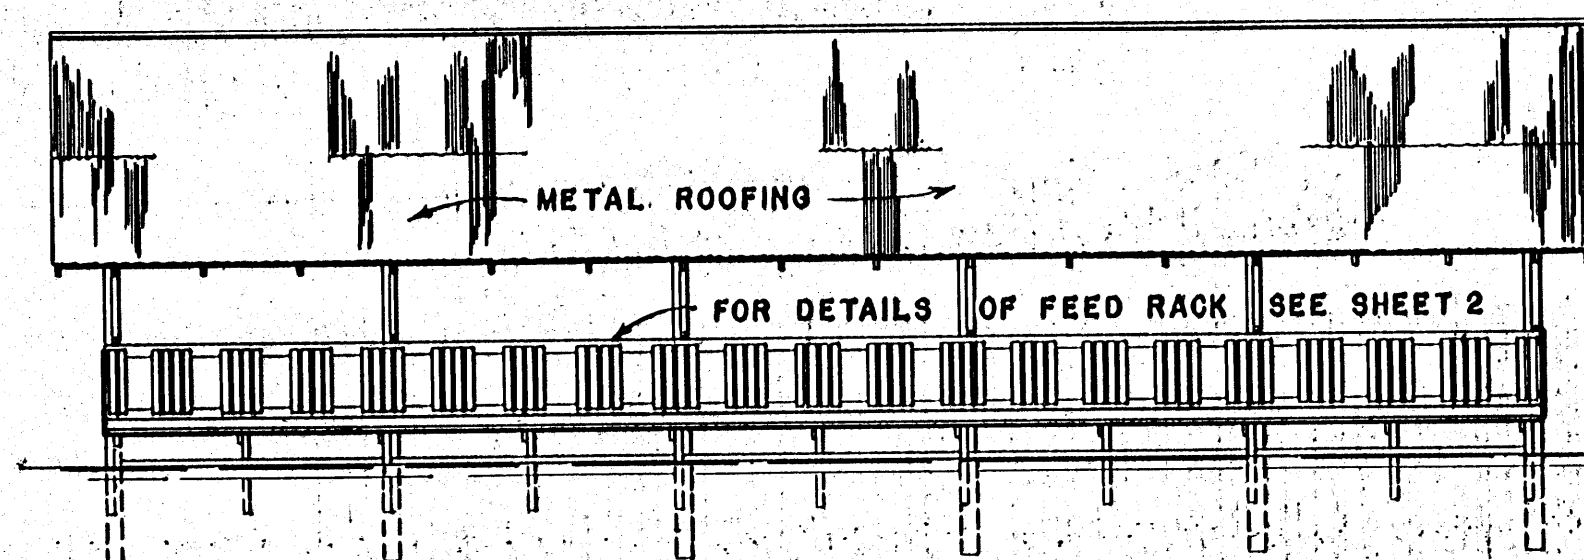 METAL ROOFING
FOR DETAILS OF FEED RACK SEE SHEET 2